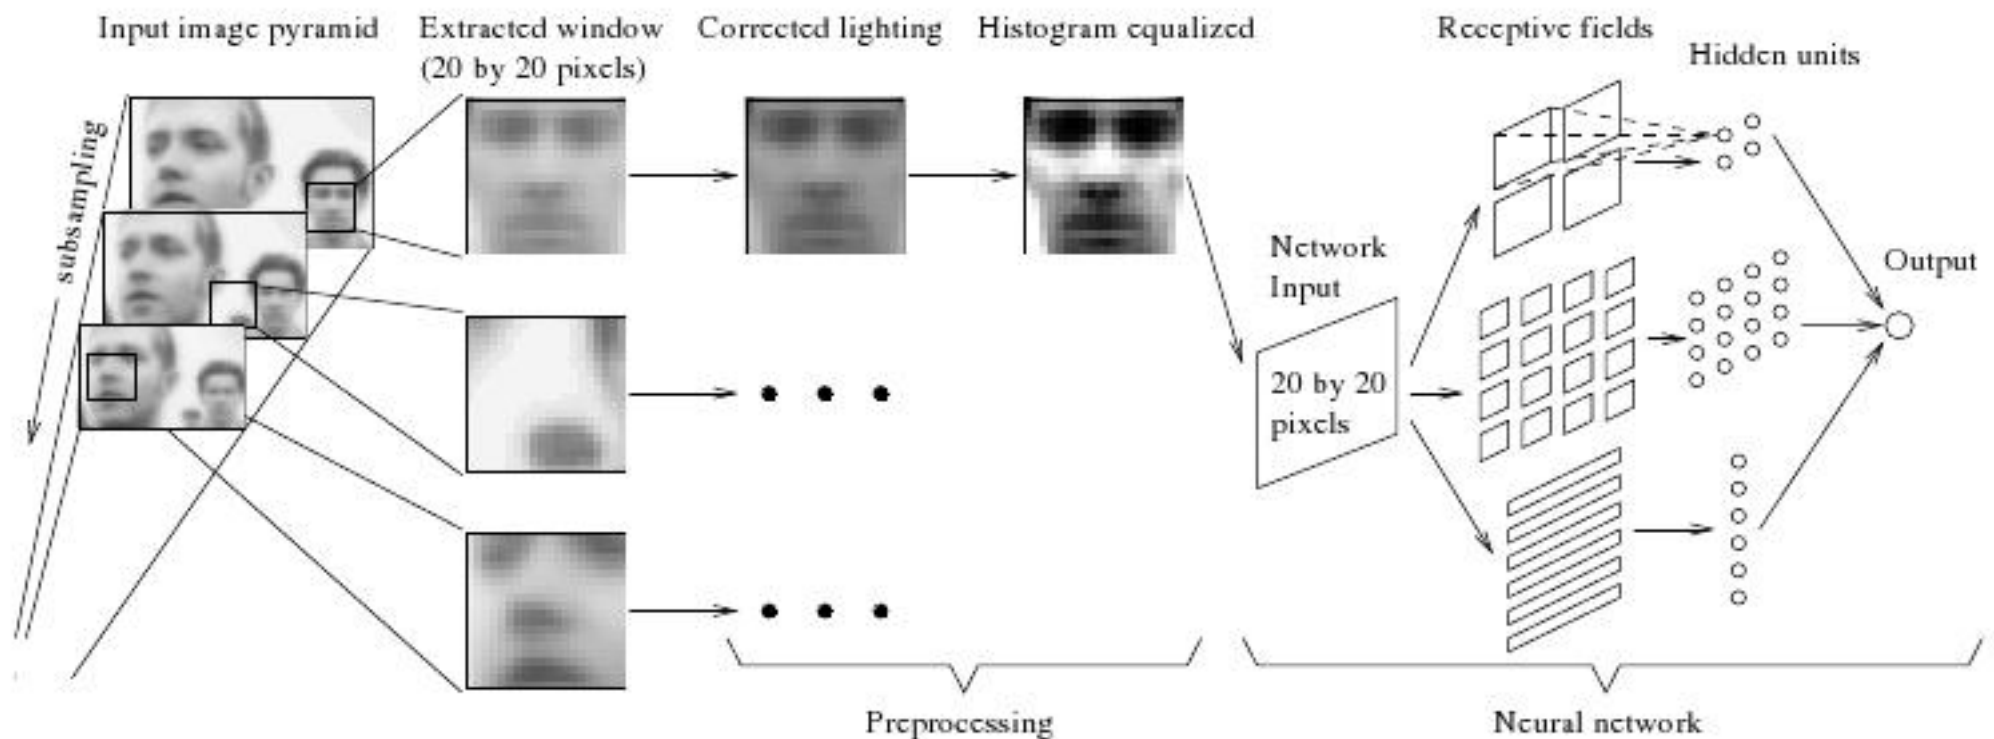 Input image pyramid
Extracted window
(20 by 20 pixels)
Corrected lighting
Histogram equalized
Receptive fields
Hidden units
subsampling
Network
Input
20 by 20
pixels
Output
Preprocessing
Neural network